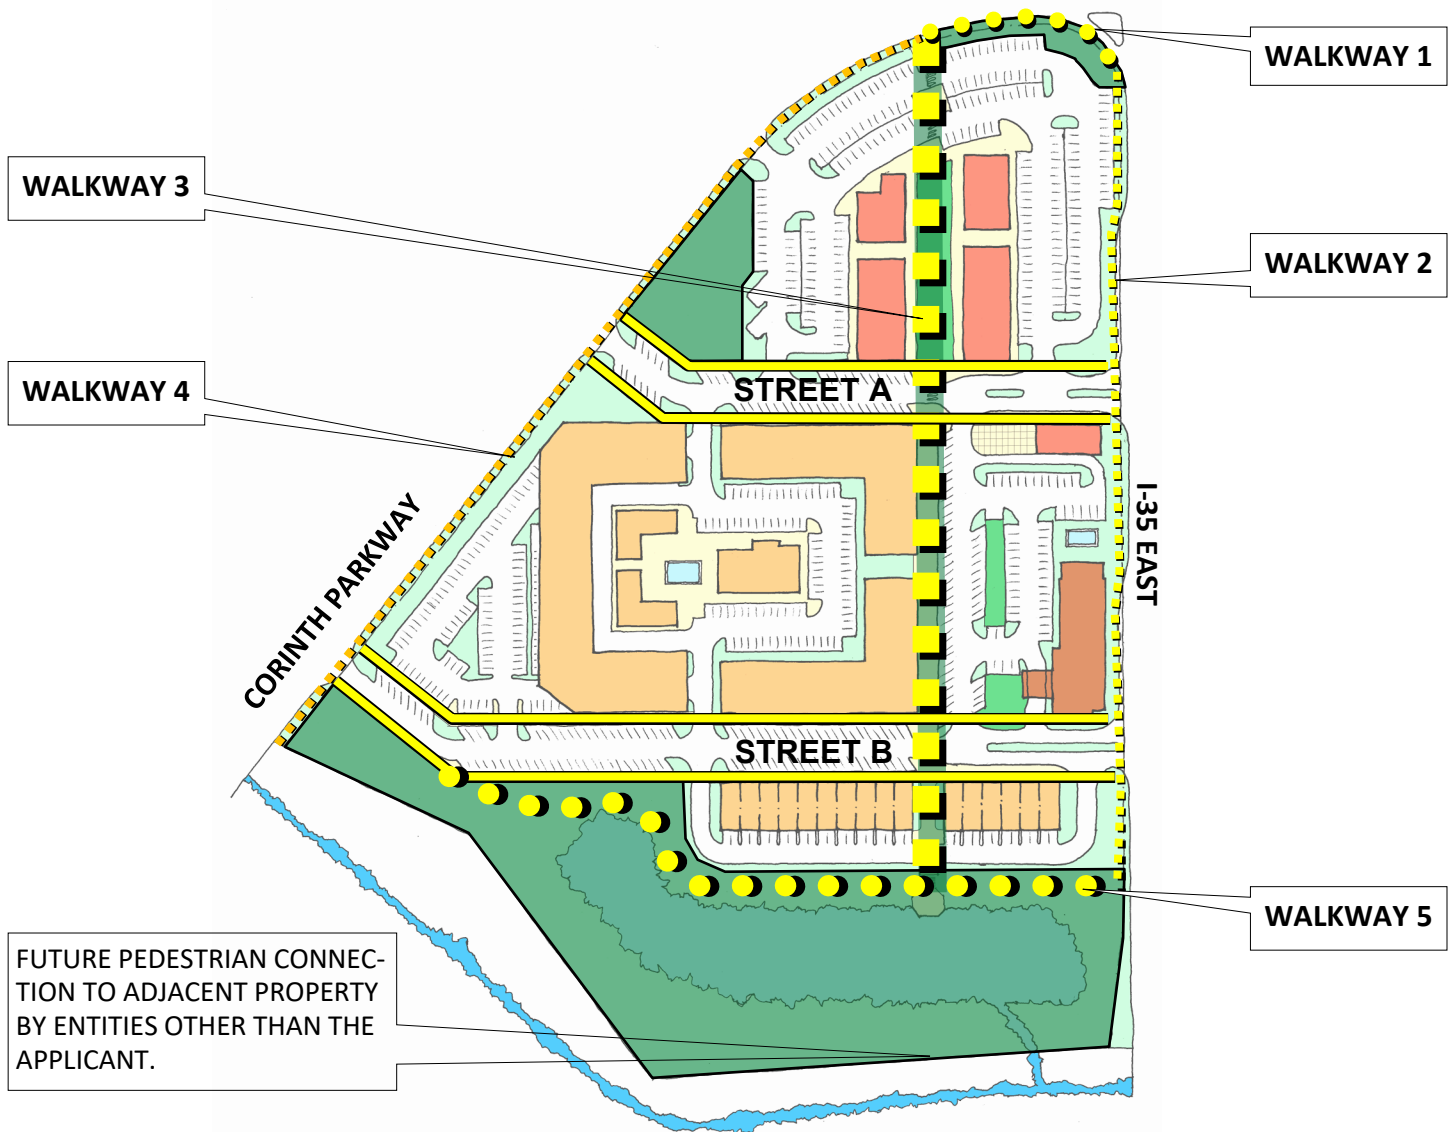 WALKWAY 1
WALKWAY 3
WALKWAY 2
WALKWAY 4
STREET A
CORINTH PARKWAY
I-35 EAST
STREET B
WALKWAY 5
FUTURE PEDESTRIAN CONNEC-
TION TO ADJACENT PROPERTY
BY ENTITIES OTHER THAN THE
APPLICANT.